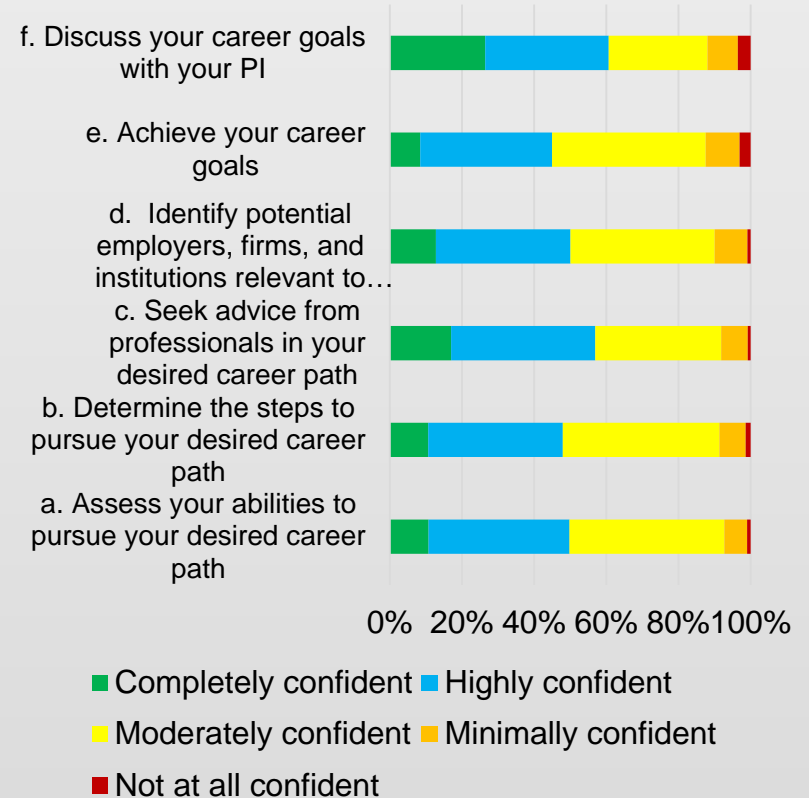 f. Discuss your career goals
with your PI
e. Achieve your career
goals
d.  Identify potential
employers, firms, and
institutions relevant to…
c. Seek advice from
professionals in your
desired career path
b. Determine the steps to
pursue your desired career
path
a. Assess your abilities to
pursue your desired career
path
0% 20% 40% 60% 80% 100%
Completely confident Highly confident
Moderately confident Minimally confident
Not at all confident